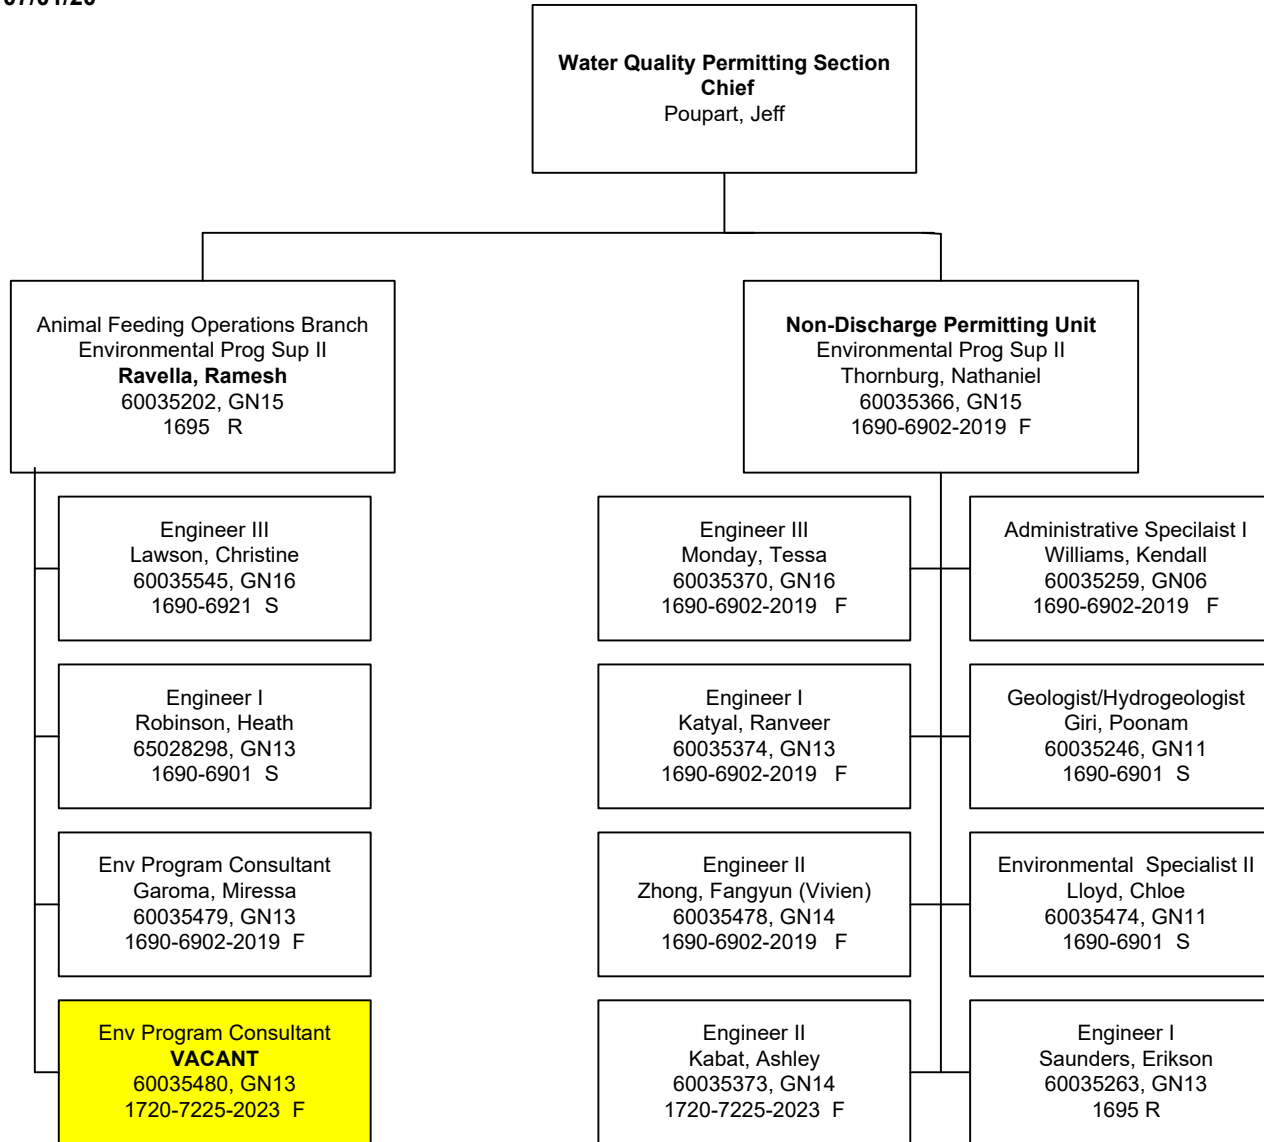 Water Quality Permitting Section
Chief
Poupart, Jeff
Animal Feeding Operations Branch
Environmental Prog Sup II
Ravella, Ramesh
60035202, GN15
1695 R
Non-Discharge Permitting Unit
Environmental Prog Sup II
Thornburg, Nathaniel
60035366, GN15
1690-6902-2019 F
Engineer III
Lawson, Christine
60035545, GN16
1690-6921 S
Engineer I
Robinson, Heath
65028298, GN13
1690-6901 S
Env Program Consultant
Garoma, Miressa
60035479, GN13
1690-6902-2019 F
Env Program Consultant
VACANT
60035480, GN13
1720-7225-2023 F
Engineer III
Monday, Tessa
60035370, GN16
1690-6902-2019 F
Engineer I
Katyal, Ranveer
60035374, GN13
1690-6902-2019 F
Engineer II
Zhong, Fangyun (Vivien)
60035478, GN14
1690-6902-2019 F
Engineer II
Kabat, Ashley
60035373, GN14
1720-7225-2023 F
Administrative Specilaist I
Williams, Kendall
60035259, GN06
1690-6902-2019 F
Geologist/Hydrogeologist
Giri, Poonam
60035246, GN11
1690-6901 S
Environmental Specialist II
Lloyd, Chloe
60035474, GN11
1690-6901 S
Engineer I
Saunders, Erikson
60035263, GN13
1695 R